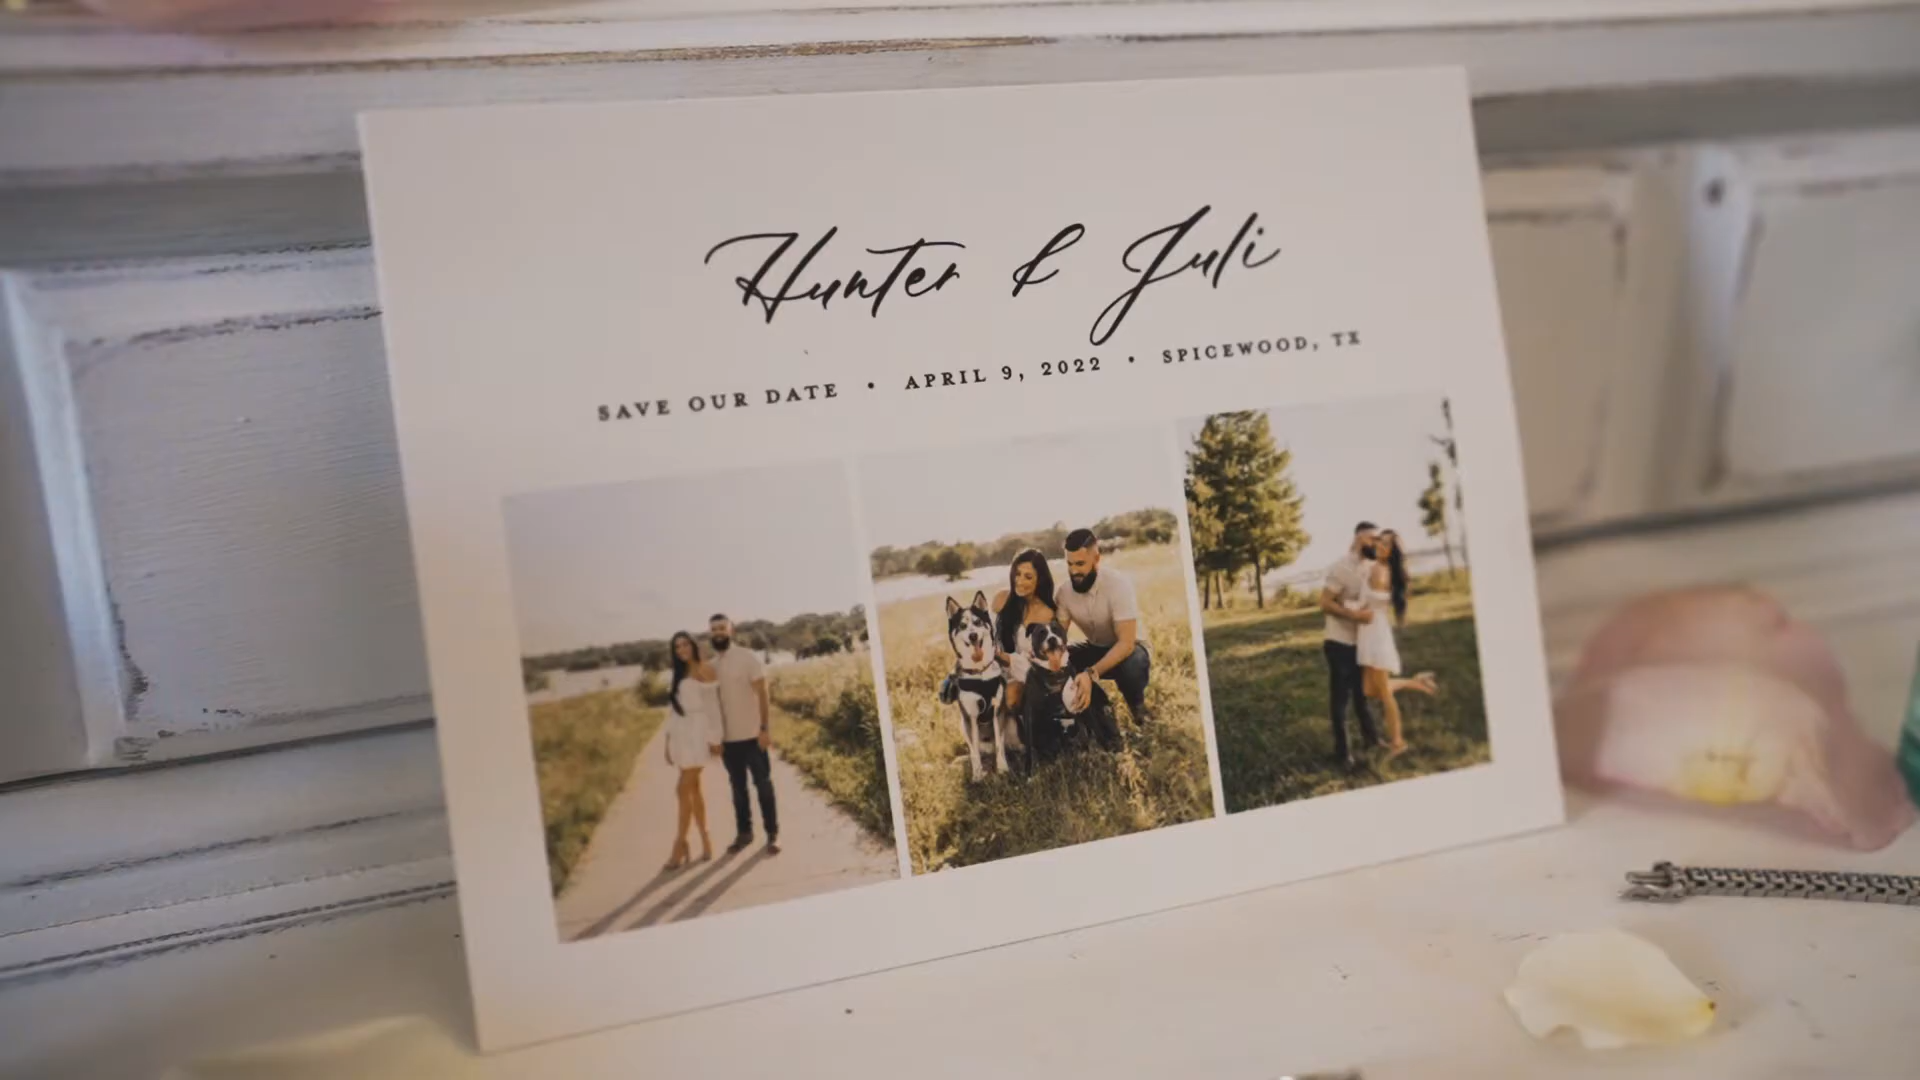 Hunter & Juli
SAVE OUR DATE • APRIL 9, 2022 • SPICEWOOD, TX